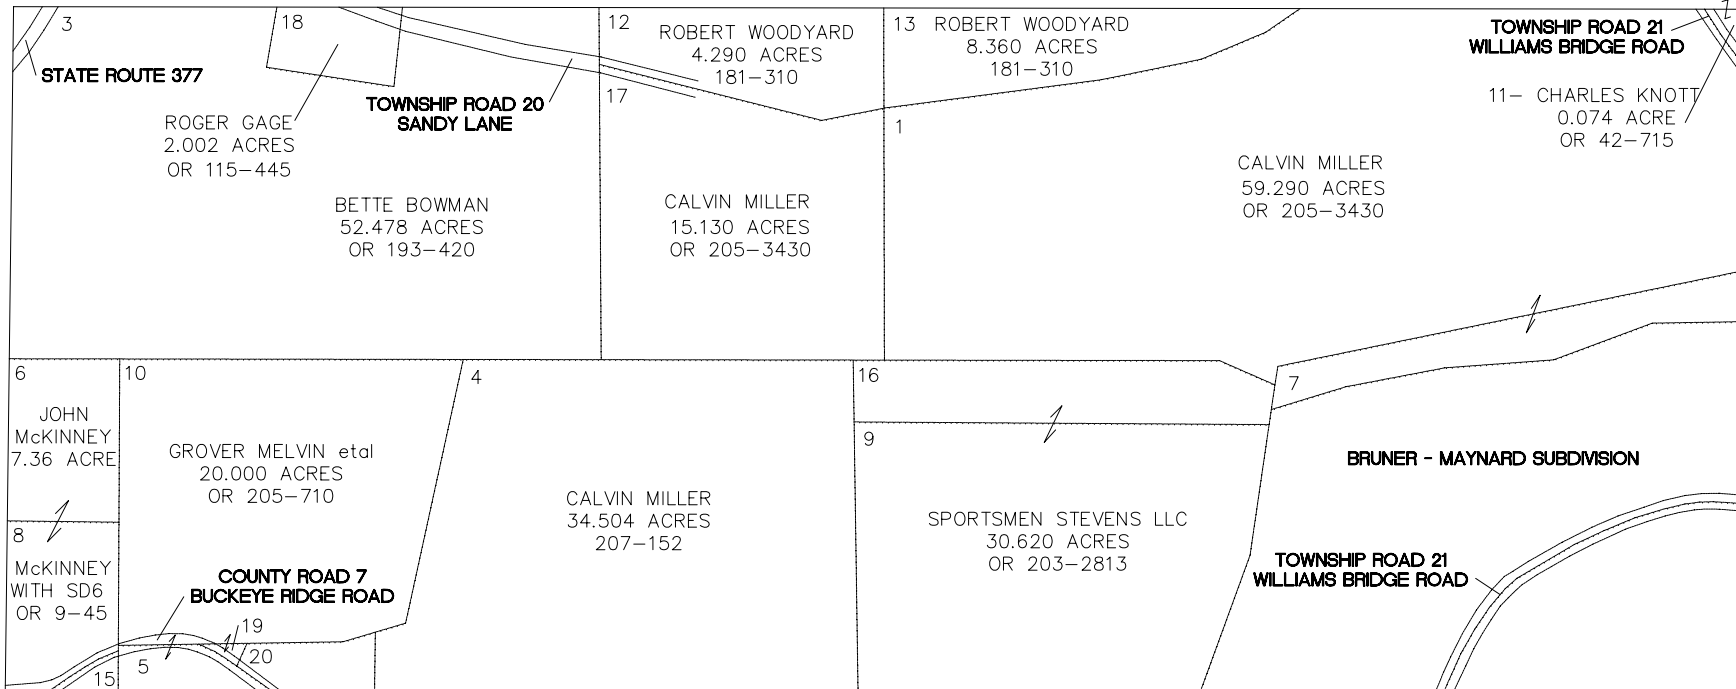 3
STATE ROUTE 377
18
ROGER GAGE
2.002 ACRES
OR 115-445
TOWNSHIP ROAD 20
SANDY LANE
BETTE BOWMAN
52.478 ACRES
OR 193-420
12
ROBERT WOODYARD
4.290 ACRES
181-310
17
CALVIN MILLER
15.130 ACRES
OR 205-3430
13 ROBERT WOODYARD
8.360 ACRES
181-310
1
CALVIN MILLER
59.290 ACRES
OR 205-3430
TOWNSHIP ROAD 21
WILLIAMS BRIDGE ROAD
11- CHARLES KNOTT
0.074 ACRE
OR 42-715
6
JOHN
McKINNEY
7.36 ACRE
8
McKINNEY
WITH SD6
OR 9-45
10
GROVER MELVIN etal
20.000 ACRES
OR 205-710
COUNTY ROAD 7
BUCKEYE RIDGE ROAD
19
20
5
15
4
CALVIN MILLER
34.504 ACRES
207-152
16
9
SPORTSMEN STEVENS LLC
30.620 ACRES
OR 203-2813
7
BRUNER - MAYNARD SUBDIVISION
TOWNSHIP ROAD 21
WILLIAMS BRIDGE ROAD